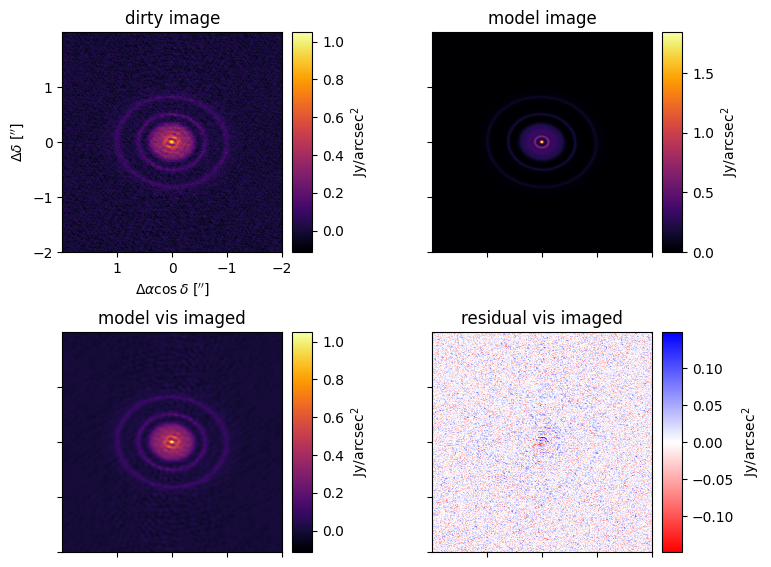 dirty image
1.0
0.8
0.6
0.4
0.2
0.0
Jy/arcsec²
1
0
−1
−2
Δδ [″]
1
0
−1
−2
Δα cos δ [″]
model image
1.5
1.0
0.5
0.0
Jy/arcsec²
model vis imaged
1.0
0.8
0.6
0.4
0.2
0.0
Jy/arcsec²
residual vis imaged
0.10
0.05
0.00
−0.05
−0.10
Jy/arcsec²